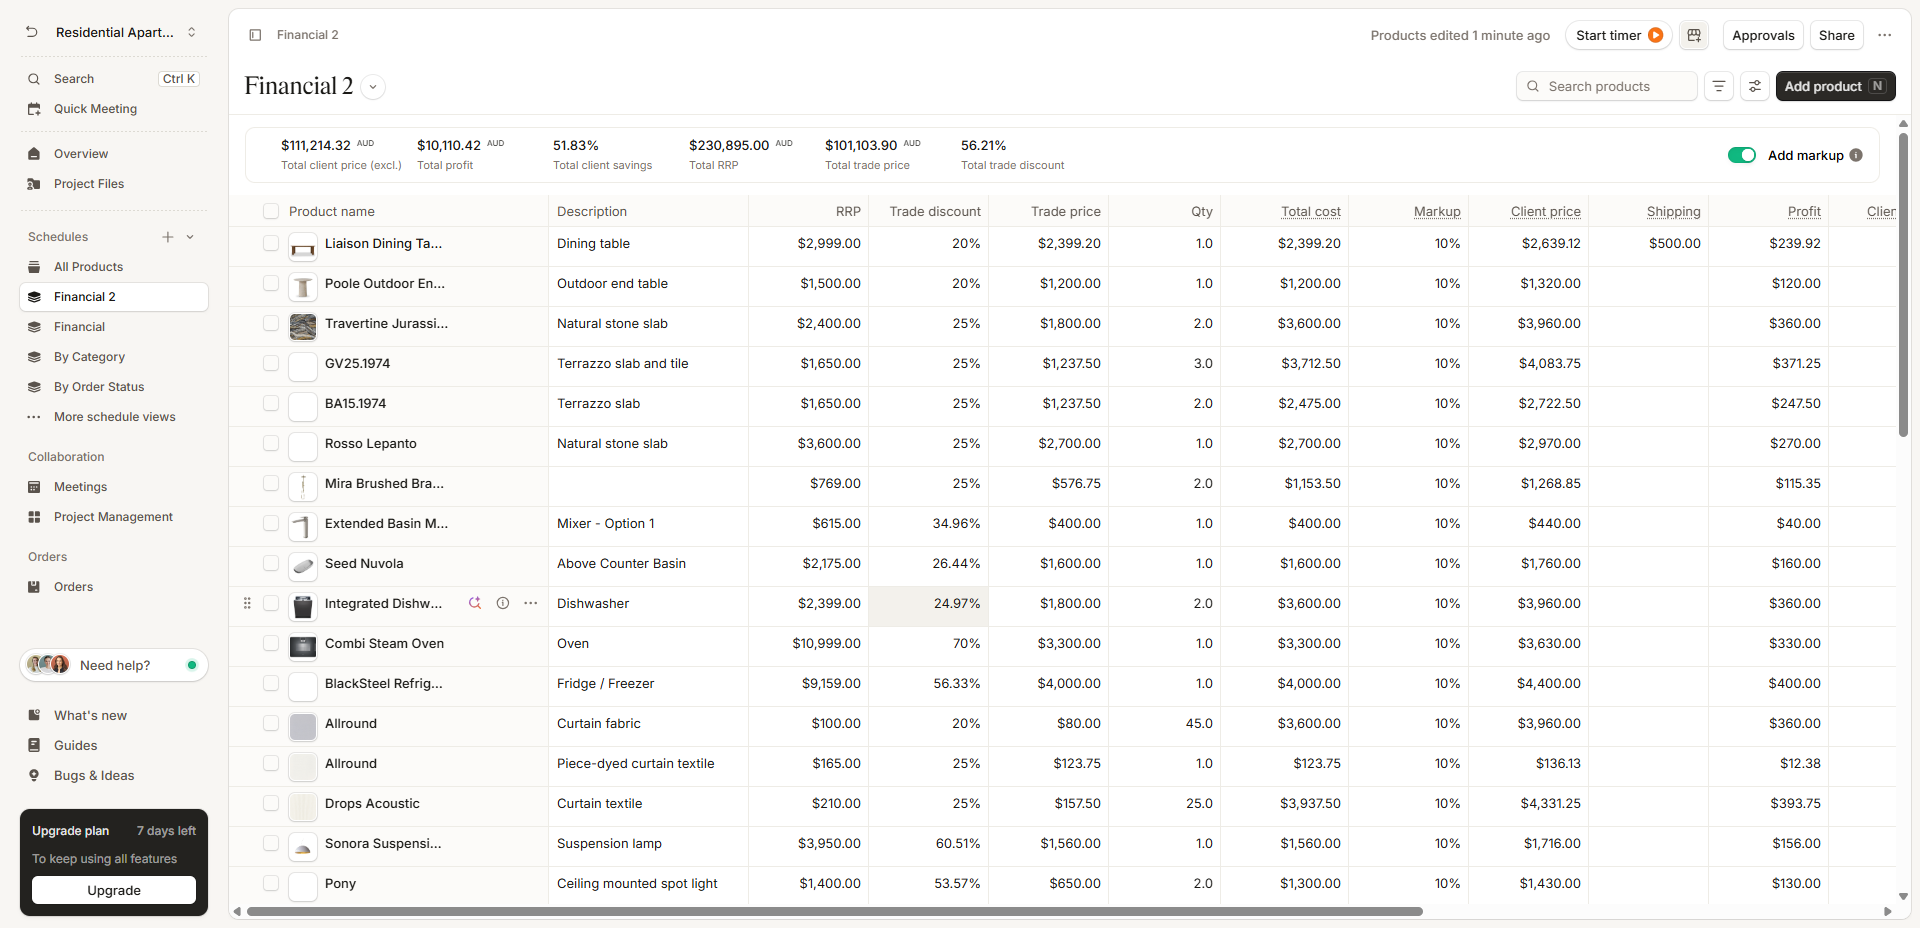 Residential Apart...
Search Ctrl K
Quick Meeting
Overview
Project Files
Schedules
All Products
Financial 2
Financial
By Category
By Order Status
More schedule views
Collaboration
Meetings
Project Management
Orders
Orders
Need help?
What's new
Guides
Bugs & Ideas
Upgrade plan 7 days left
To keep using all features
Upgrade
Financial 2
Products edited 1 minute ago Start timer Approvals Share
Financial 2
Search products Add product N
$111,214.32 AUD $10,110.42 AUD 51.83% $230,895.00 AUD $101,103.90 AUD 56.21%
Total client price (excl.) Total profit Total client savings Total RRP Total trade price Total trade discount
Add markup
Product name Description RRP Trade discount Trade price Qty Total cost Markup Client price Shipping Profit Clien
Liaison Dining Ta... Dining table $2,999.00 20% $2,399.20 1.0 $2,399.20 10% $2,639.12 $500.00 $239.92
Poole Outdoor En... Outdoor end table $1,500.00 20% $1,200.00 1.0 $1,200.00 10% $1,320.00 $120.00
Travertine Jurassi... Natural stone slab $2,400.00 25% $1,800.00 2.0 $3,600.00 10% $3,960.00 $360.00
GV25.1974 Terrazzo slab and tile $1,650.00 25% $1,237.50 3.0 $3,712.50 10% $4,083.75 $371.25
BA15.1974 Terrazzo slab $1,650.00 25% $1,237.50 2.0 $2,475.00 10% $2,722.50 $247.50
Rosso Lepanto Natural stone slab $3,600.00 25% $2,700.00 1.0 $2,700.00 10% $2,970.00 $270.00
Mira Brushed Bra... $769.00 25% $576.75 2.0 $1,153.50 10% $1,268.85 $115.35
Extended Basin M... Mixer - Option 1 $615.00 34.96% $400.00 1.0 $400.00 10% $440.00 $40.00
Seed Nuvola Above Counter Basin $2,175.00 26.44% $1,600.00 1.0 $1,600.00 10% $1,760.00 $160.00
Integrated Dishw... Dishwasher $2,399.00 24.97% $1,800.00 2.0 $3,600.00 10% $3,960.00 $360.00
Combi Steam Oven Oven $10,999.00 70% $3,300.00 1.0 $3,300.00 10% $3,630.00 $330.00
BlackSteel Refrig... Fridge / Freezer $9,159.00 56.33% $4,000.00 1.0 $4,000.00 10% $4,400.00 $400.00
Allround Curtain fabric $100.00 20% $80.00 45.0 $3,600.00 10% $3,960.00 $360.00
Allround Piece-dyed curtain textile $165.00 25% $123.75 1.0 $123.75 10% $136.13 $12.38
Drops Acoustic Curtain textile $210.00 25% $157.50 25.0 $3,937.50 10% $4,331.25 $393.75
Sonora Suspensi... Suspension lamp $3,950.00 60.51% $1,560.00 1.0 $1,560.00 10% $1,716.00 $156.00
Pony Ceiling mounted spot light $1,400.00 53.57% $650.00 2.0 $1,300.00 10% $1,430.00 $130.00